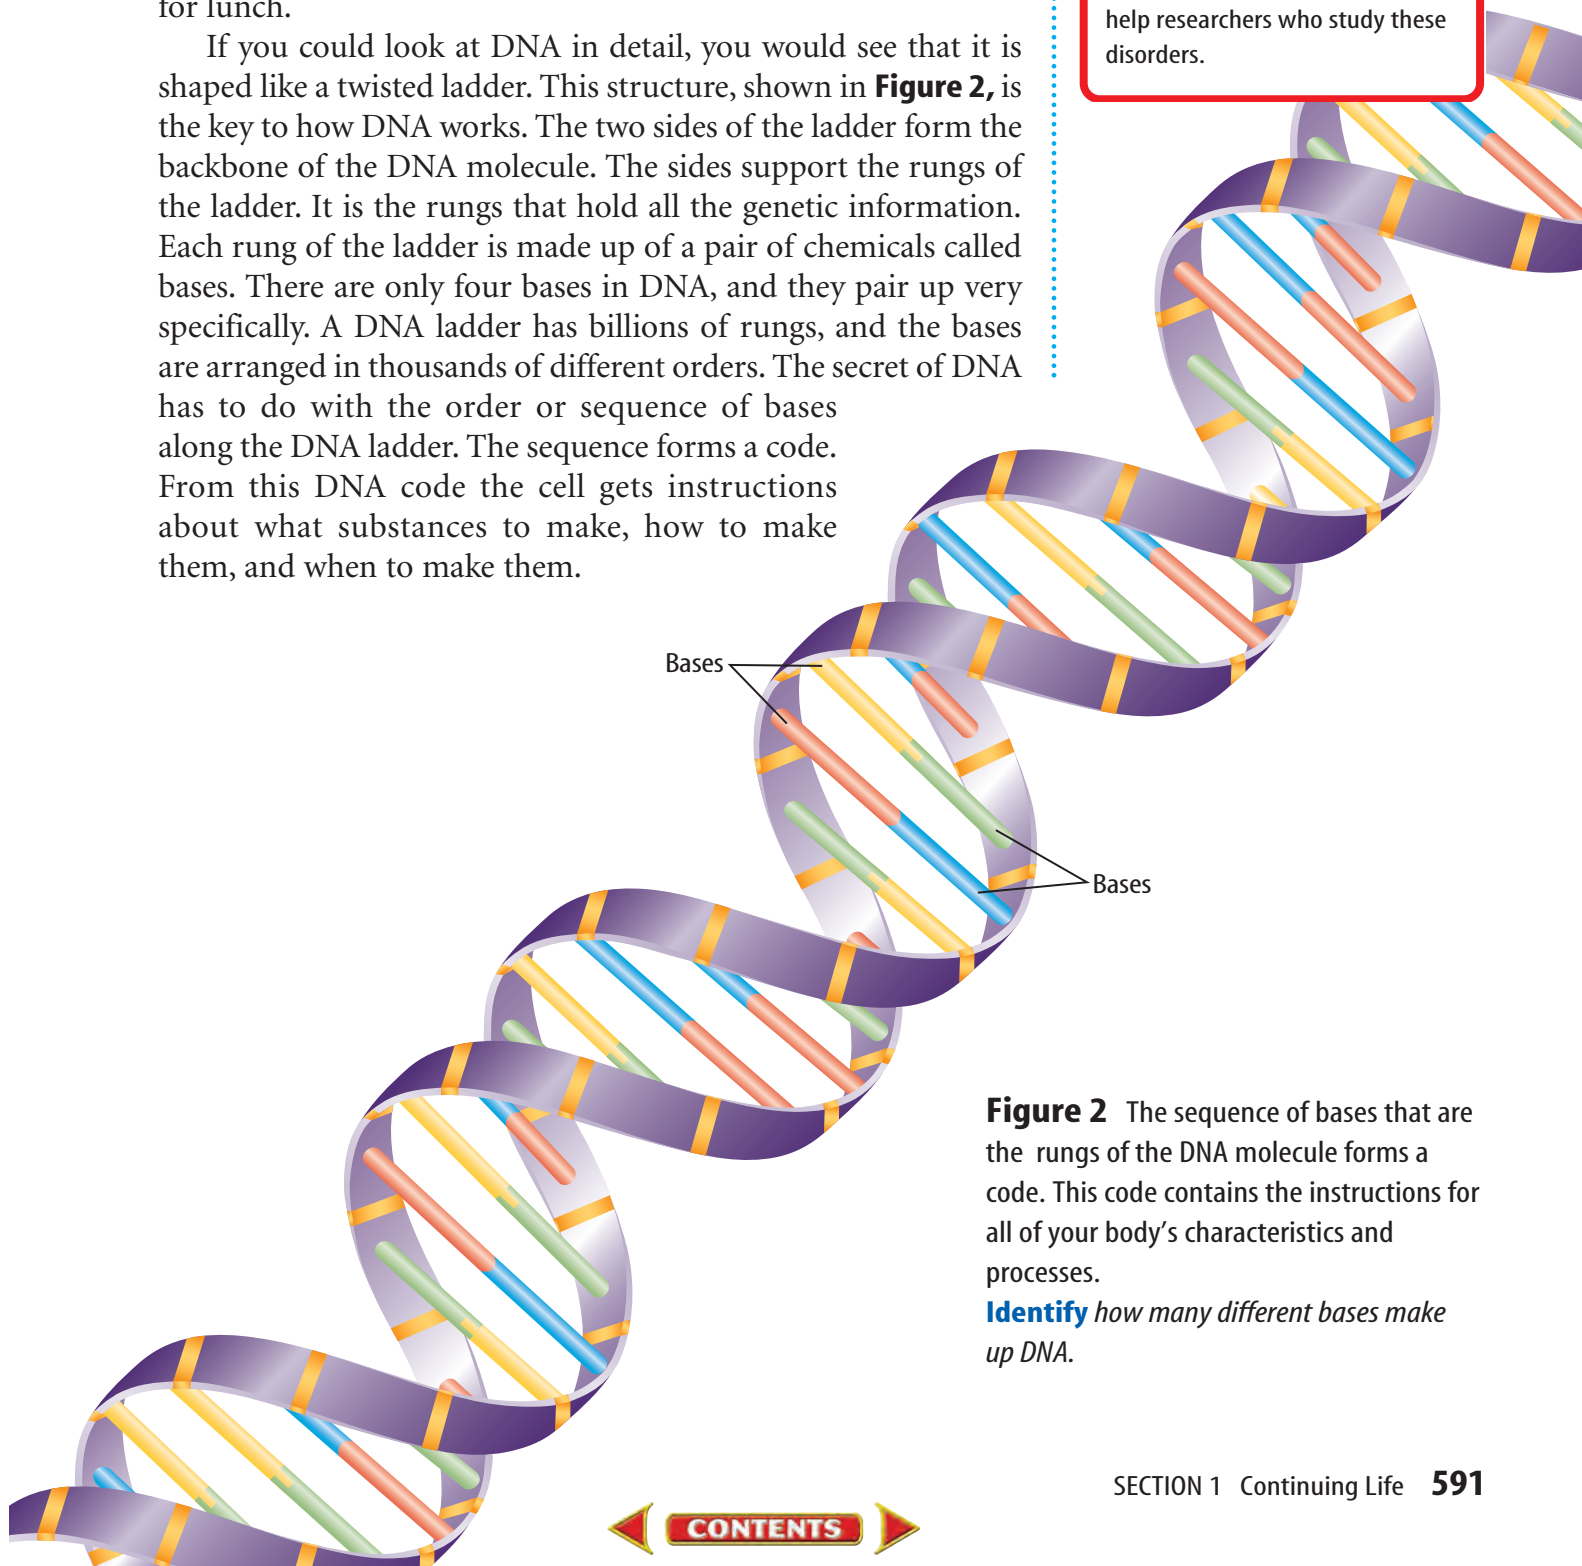 for lunch.
If you could look at DNA in detail, you would see that it is
shaped like a twisted ladder. This structure, shown in Figure 2, is
the key to how DNA works. The two sides of the ladder form the
backbone of the DNA molecule. The sides support the rungs of
the ladder. It is the rungs that hold all the genetic information.
Each rung of the ladder is made up of a pair of chemicals called
bases. There are only four bases in DNA, and they pair up very
specifically. A DNA ladder has billions of rungs, and the bases
are arranged in thousands of different orders. The secret of DNA
has to do with the order or sequence of bases
along the DNA ladder. The sequence forms a code.
From this DNA code the cell gets instructions
about what substances to make, how to make
them, and when to make them.
help researchers who study these
disorders.
Bases
Bases
Figure 2 The sequence of bases that are
the rungs of the DNA molecule forms a
code. This code contains the instructions for
all of your body's characteristics and
processes.
Identify how many different bases make
up DNA.
SECTION 1 Continuing Life 591
CONTENTS